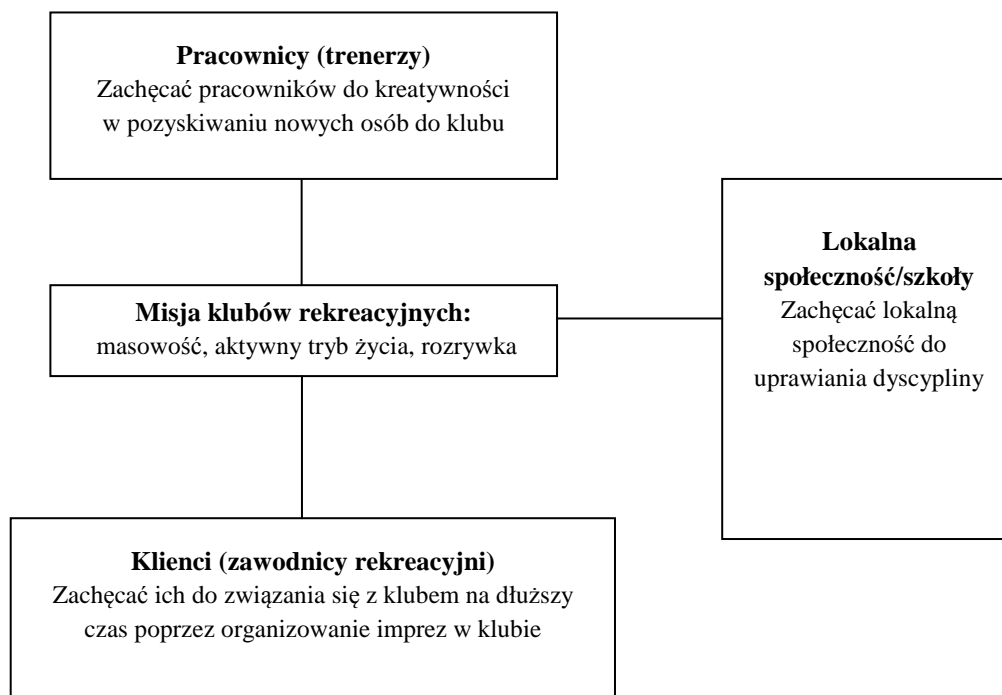 Pracownicy (trenerzy)
Zachęcać pracowników do kreatywności
w pozyskiwaniu nowych osób do klubu
Lokalna
społeczność/szkoły
Zachęcać lokalną
społeczność do
uprawiania dyscypliny
Misja klubów rekreacyjnych:
masowość, aktywny tryb życia, rozrywka
Klienci (zawodnicy rekreacyjni)
Zachęcać ich do związania się z klubem na dłuższy
czas poprzez organizowanie imprez w klubie